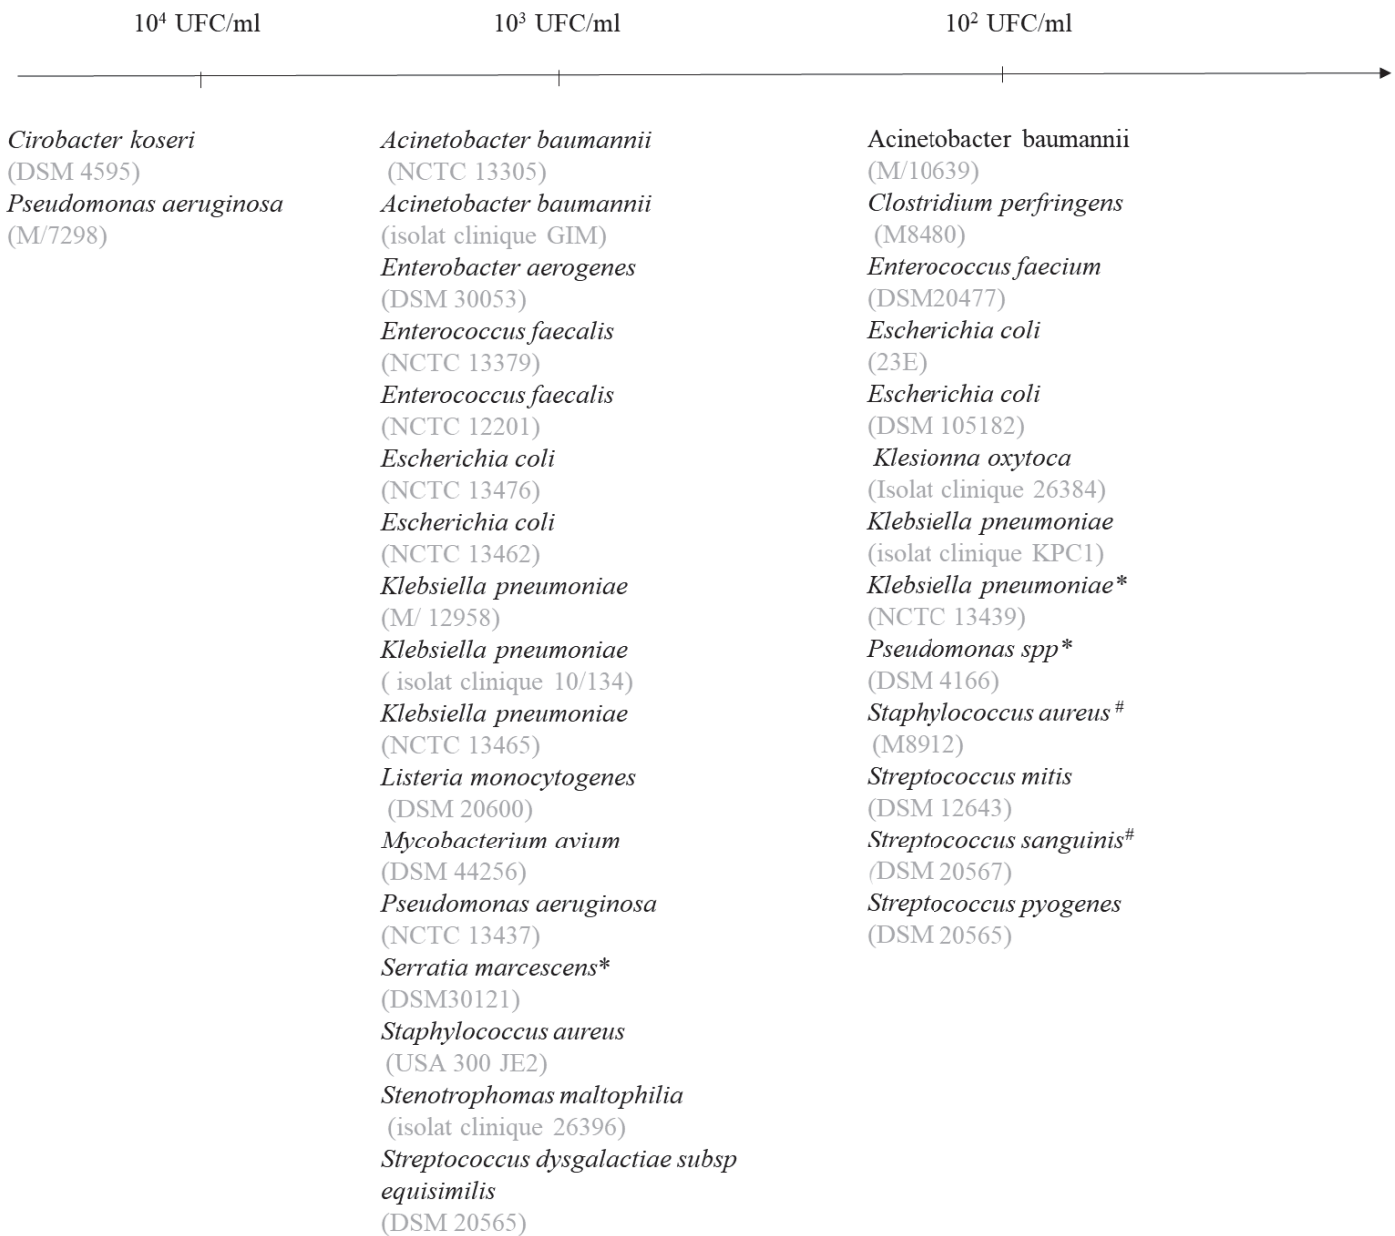 10⁴ UFC/ml
10³ UFC/ml
10² UFC/ml
Cirobacter koseri
(DSM 4595)
Pseudomonas aeruginosa
(M/7298)
Acinetobacter baumannii
(NCTC 13305)
Acinetobacter baumannii
(isolat clinique GIM)
Enterobacter aerogenes
(DSM 30053)
Enterococcus faecalis
(NCTC 13379)
Enterococcus faecalis
(NCTC 12201)
Escherichia coli
(NCTC 13476)
Escherichia coli
(NCTC 13462)
Klebsiella pneumoniae
(M/ 12958)
Klebsiella pneumoniae
( isolat clinique 10/134)
Klebsiella pneumoniae
(NCTC 13465)
Listeria monocytogenes
(DSM 20600)
Mycobacterium avium
(DSM 44256)
Pseudomonas aeruginosa
(NCTC 13437)
Serratia marcescens*
(DSM30121)
Staphylococcus aureus
(USA 300 JE2)
Stenotrophomas maltophilia
(isolat clinique 26396)
Streptococcus dysgalactiae subsp
equisimilis
(DSM 20565)
Acinetobacter baumannii
(M/10639)
Clostridium perfringens
(M8480)
Enterococcus faecium
(DSM20477)
Escherichia coli
(23E)
Escherichia coli
(DSM 105182)
Klesionna oxytoca
(Isolat clinique 26384)
Klebsiella pneumoniae
(isolat clinique KPC1)
Klebsiella pneumoniae*
(NCTC 13439)
Pseudomonas spp*
(DSM 4166)
Staphylococcus aureus #
(M8912)
Streptococcus mitis
(DSM 12643)
Streptococcus sanguinis#
(DSM 20567)
Streptococcus pyogenes
(DSM 20565)